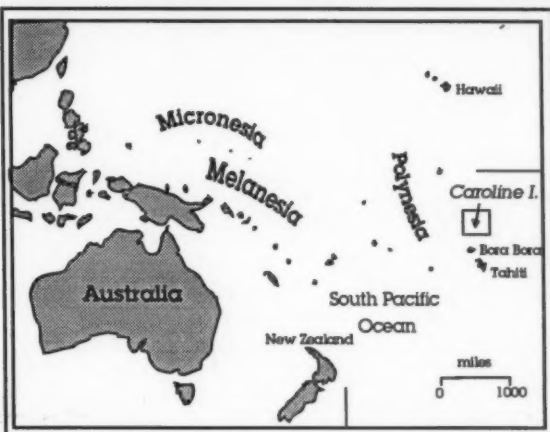 Hawaii
Micronesia
Melanesia
Polynesia
Caroline I.
Bora Bora
Tahiti
Australia
South Pacific
Ocean
New Zealand
miles
0 1000